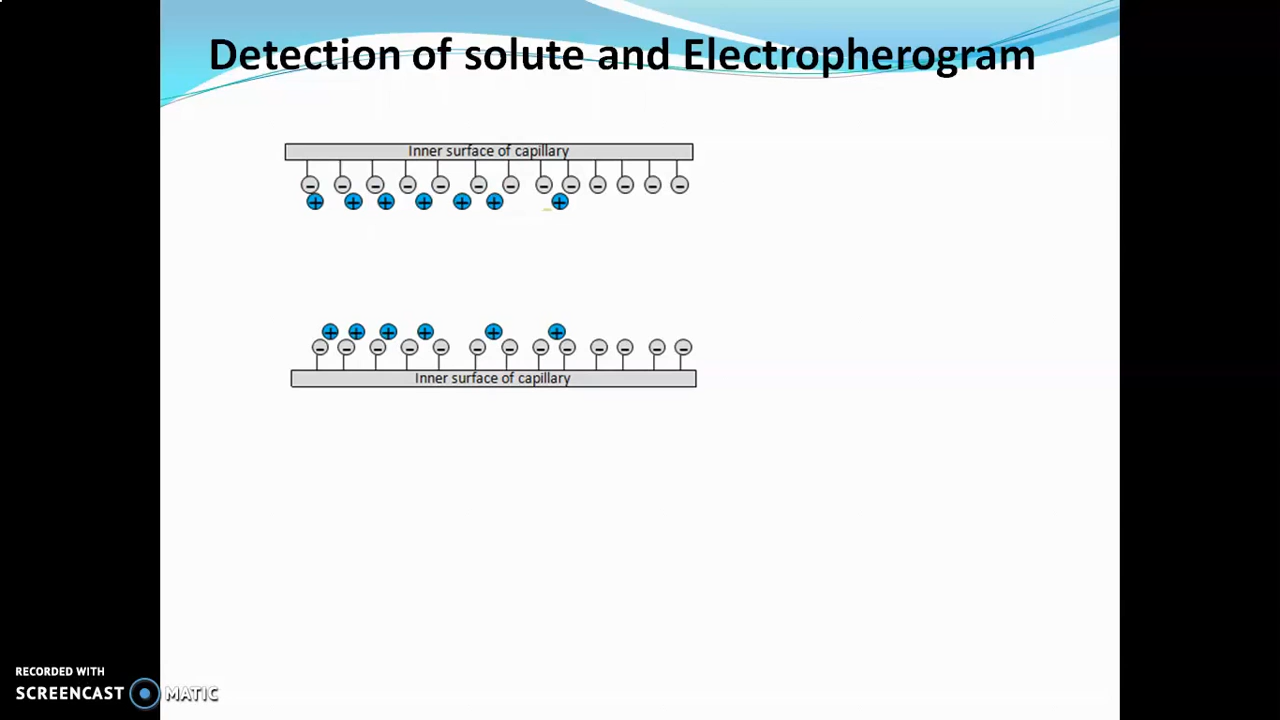 Detection of solute and Electropherogram
Inner surface of capillary
Inner surface of capillary
RECORDED WITH
SCREENCAST MATIC